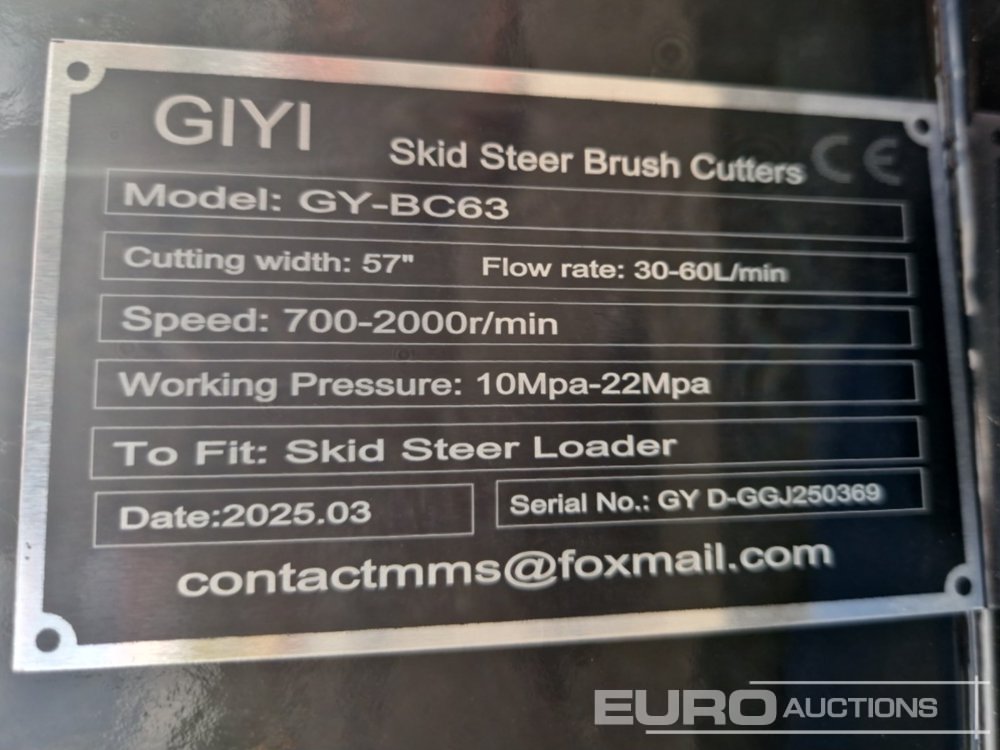 GIYI
Skid Steer Brush Cutters CE
Model: GY-BC63
Cutting width: 57" Flow rate: 30-60L/min
Speed: 700-2000r/min
Working Pressure: 10Mpa-22Mpa
To Fit: Skid Steer Loader
Date:2025.03 Serial No.: GY D-GGJ250369
contactmms@foxmail.com
EURO AUCTIONS